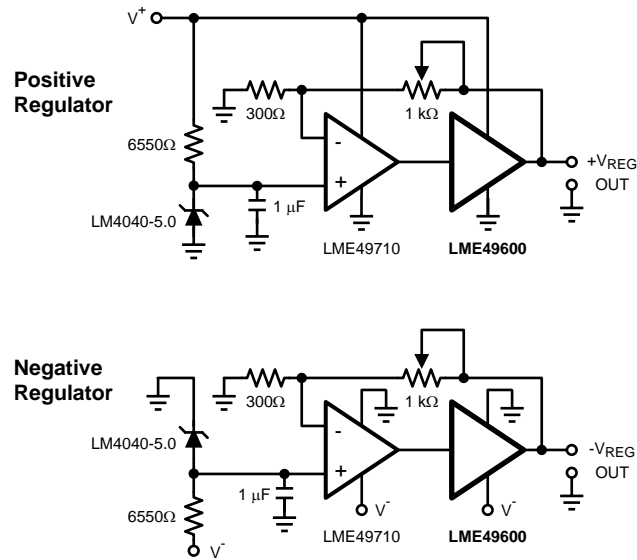 V+
Positive
Regulator
300Ω
1 kΩ
6550Ω
-
+
+VREG
OUT
1 μF
LM4040-5.0
LME49710
LME49600
Negative
Regulator
300Ω
1 kΩ
LM4040-5.0
-
+
-VREG
OUT
1 μF
6550Ω
V-
V-
LME49710
LME49600
V-